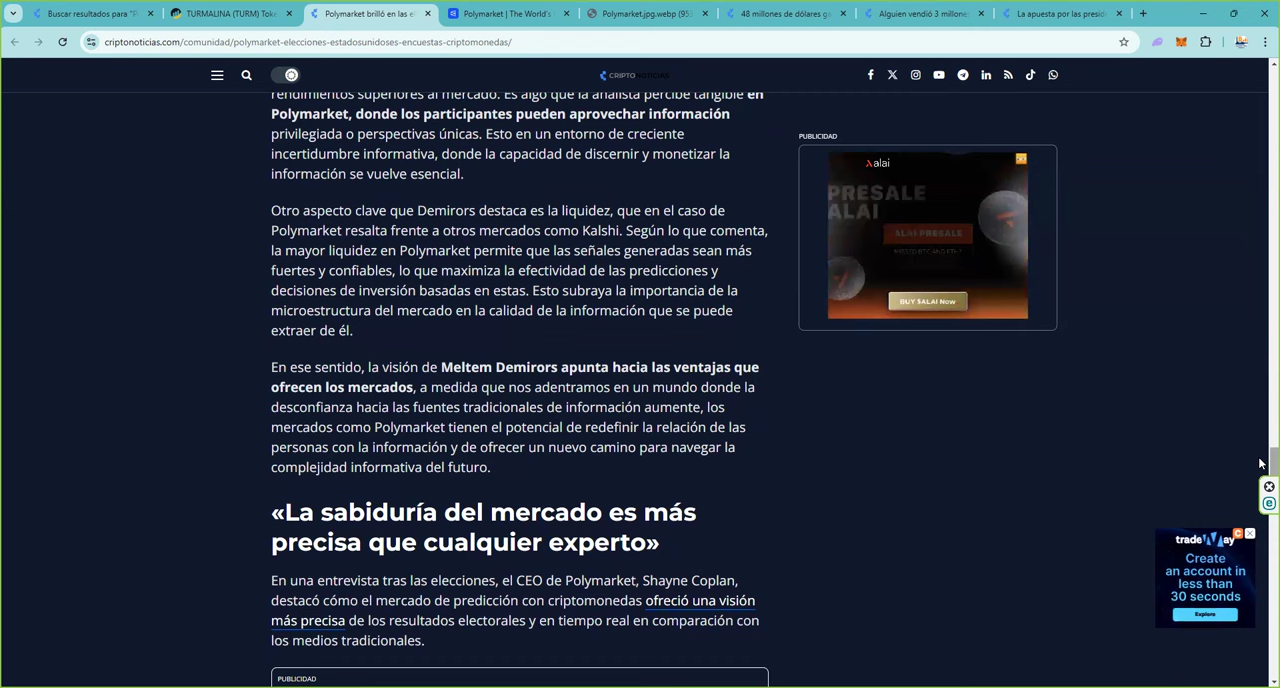 Buscar resultados para "P
TURMALINA (TURM) Toke
Polymarket brilló en las el
Polymarket | The World's
Polymarket.jpg.webp (953
48 millones de dólares ga
Alguien vendió 3 millone
La apuesta por las presid
criptonoticias.com/comunidad/polymarket-elecciones-estadosunidoses-encuestas-criptomonedas/
CRIPTONOTICIAS
rendimientos superiores al mercado. Es algo que la analista percibe tangible en
Polymarket, donde los participantes pueden aprovechar información
privilegiada o perspectivas únicas. Esto en un entorno de creciente
incertidumbre informativa, donde la capacidad de discernir y monetizar la
información se vuelve esencial.
Otro aspecto clave que Demirors destaca es la liquidez, que en el caso de
Polymarket resalta frente a otros mercados como Kalshi. Según lo que comenta,
la mayor liquidez en Polymarket permite que las señales generadas sean más
fuertes y confiables, lo que maximiza la efectividad de las predicciones y
decisiones de inversión basadas en estas. Esto subraya la importancia de la
microestructura del mercado en la calidad de la información que se puede
extraer de él.
En ese sentido, la visión de Meltem Demirors apunta hacia las ventajas que
ofrecen los mercados, a medida que nos adentramos en un mundo donde la
desconfianza hacia las fuentes tradicionales de información aumente, los
mercados como Polymarket tienen el potencial de redefinir la relación de las
personas con la información y de ofrecer un nuevo camino para navegar la
complejidad informativa del futuro.
«La sabiduría del mercado es más
precisa que cualquier experto»
En una entrevista tras las elecciones, el CEO de Polymarket, Shayne Coplan,
destacó cómo el mercado de predicción con criptomonedas ofreció una visión
más precisa de los resultados electorales y en tiempo real en comparación con
los medios tradicionales.
PUBLICIDAD
PUBLICIDAD
alai
PRESALE
ALAI
ALAI PRESALE
BUY $ALAI Now
tradeWay
Create
an account in
less than
30 seconds
Explore